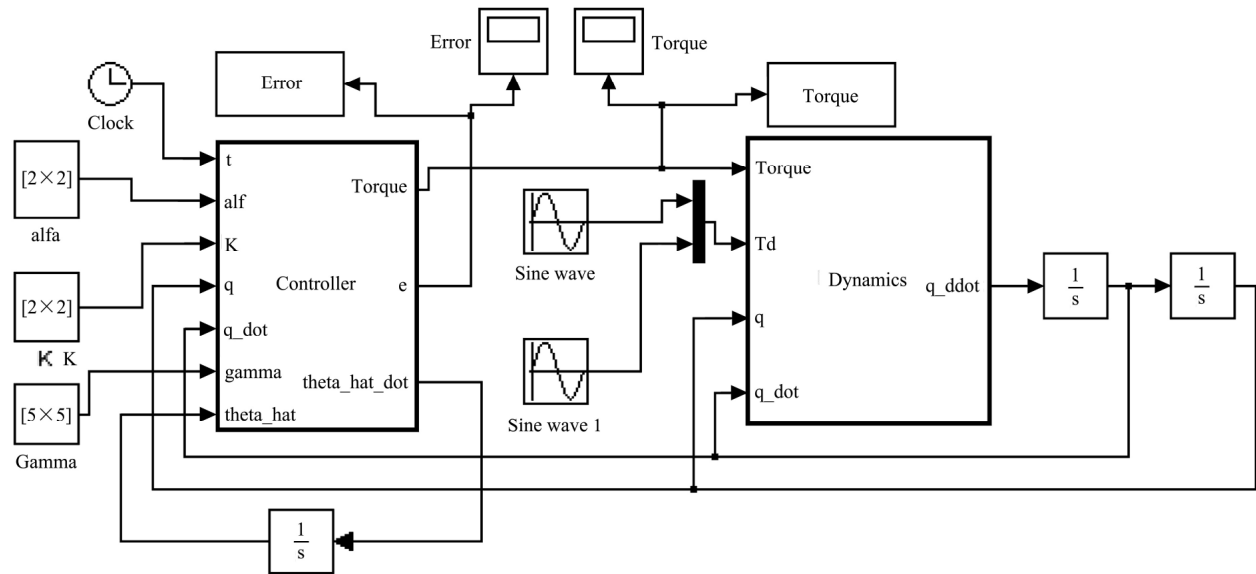 Error
Torque
Error
Torque
Clock
[2×2]
alfa
[2×2]
K K
[5×5]
Gamma
t
alf
K
q
q_dot
gamma
theta_hat
Controller
Torque
e
theta_hat_dot
Sine wave
Sine wave 1
Torque
Td
q
q_dot
Dynamics
q_ddot
1
s
1
s
1
s